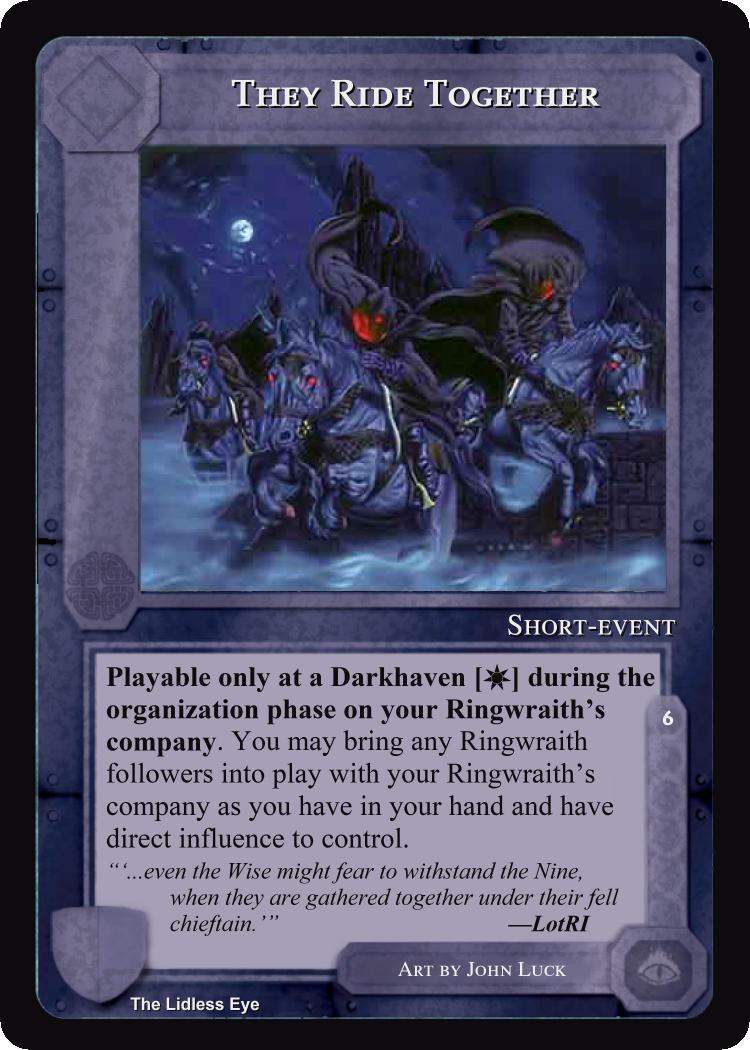 They Ride Together
Short-event
Playable only at a Darkhaven [☀] during the
organization phase on your Ringwraith's
company. You may bring any Ringwraith
followers into play with your Ringwraith's
company as you have in your hand and have
direct influence to control.
6
“‘...even the Wise might fear to withstand the Nine,
when they are gathered together under their fell
chieftain.’” —LotRI
Art by John Luck
The Lidless Eye